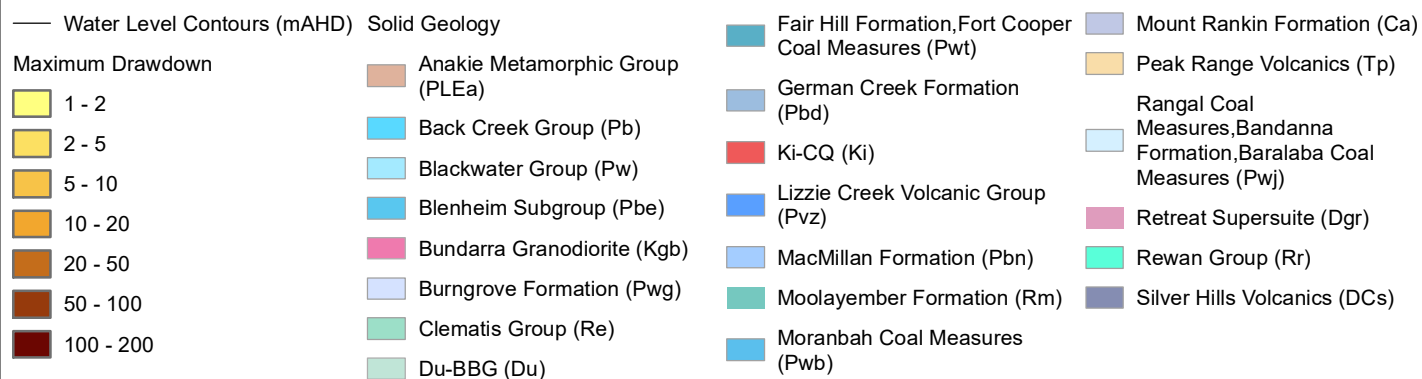 Water Level Contours (mAHD)
Maximum Drawdown
1 - 2
2 - 5
5 - 10
10 - 20
20 - 50
50 - 100
100 - 200
Solid Geology
Anakie Metamorphic Group
(PLEa)
Back Creek Group (Pb)
Blackwater Group (Pw)
Blenheim Subgroup (Pbe)
Bundarra Granodiorite (Kgb)
Burngrove Formation (Pwg)
Clematis Group (Re)
Du-BBG (Du)
Fair Hill Formation,Fort Cooper
Coal Measures (Pwt)
German Creek Formation
(Pbd)
Ki-CQ (Ki)
Lizzie Creek Volcanic Group
(Pvz)
MacMillan Formation (Pbn)
Moolayember Formation (Rm)
Moranbah Coal Measures
(Pwb)
Mount Rankin Formation (Ca)
Peak Range Volcanics (Tp)
Rangal Coal
Measures,Bandanna
Formation,Baralaba Coal
Measures (Pwj)
Retreat Supersuite (Dgr)
Rewan Group (Rr)
Silver Hills Volcanics (DCs)